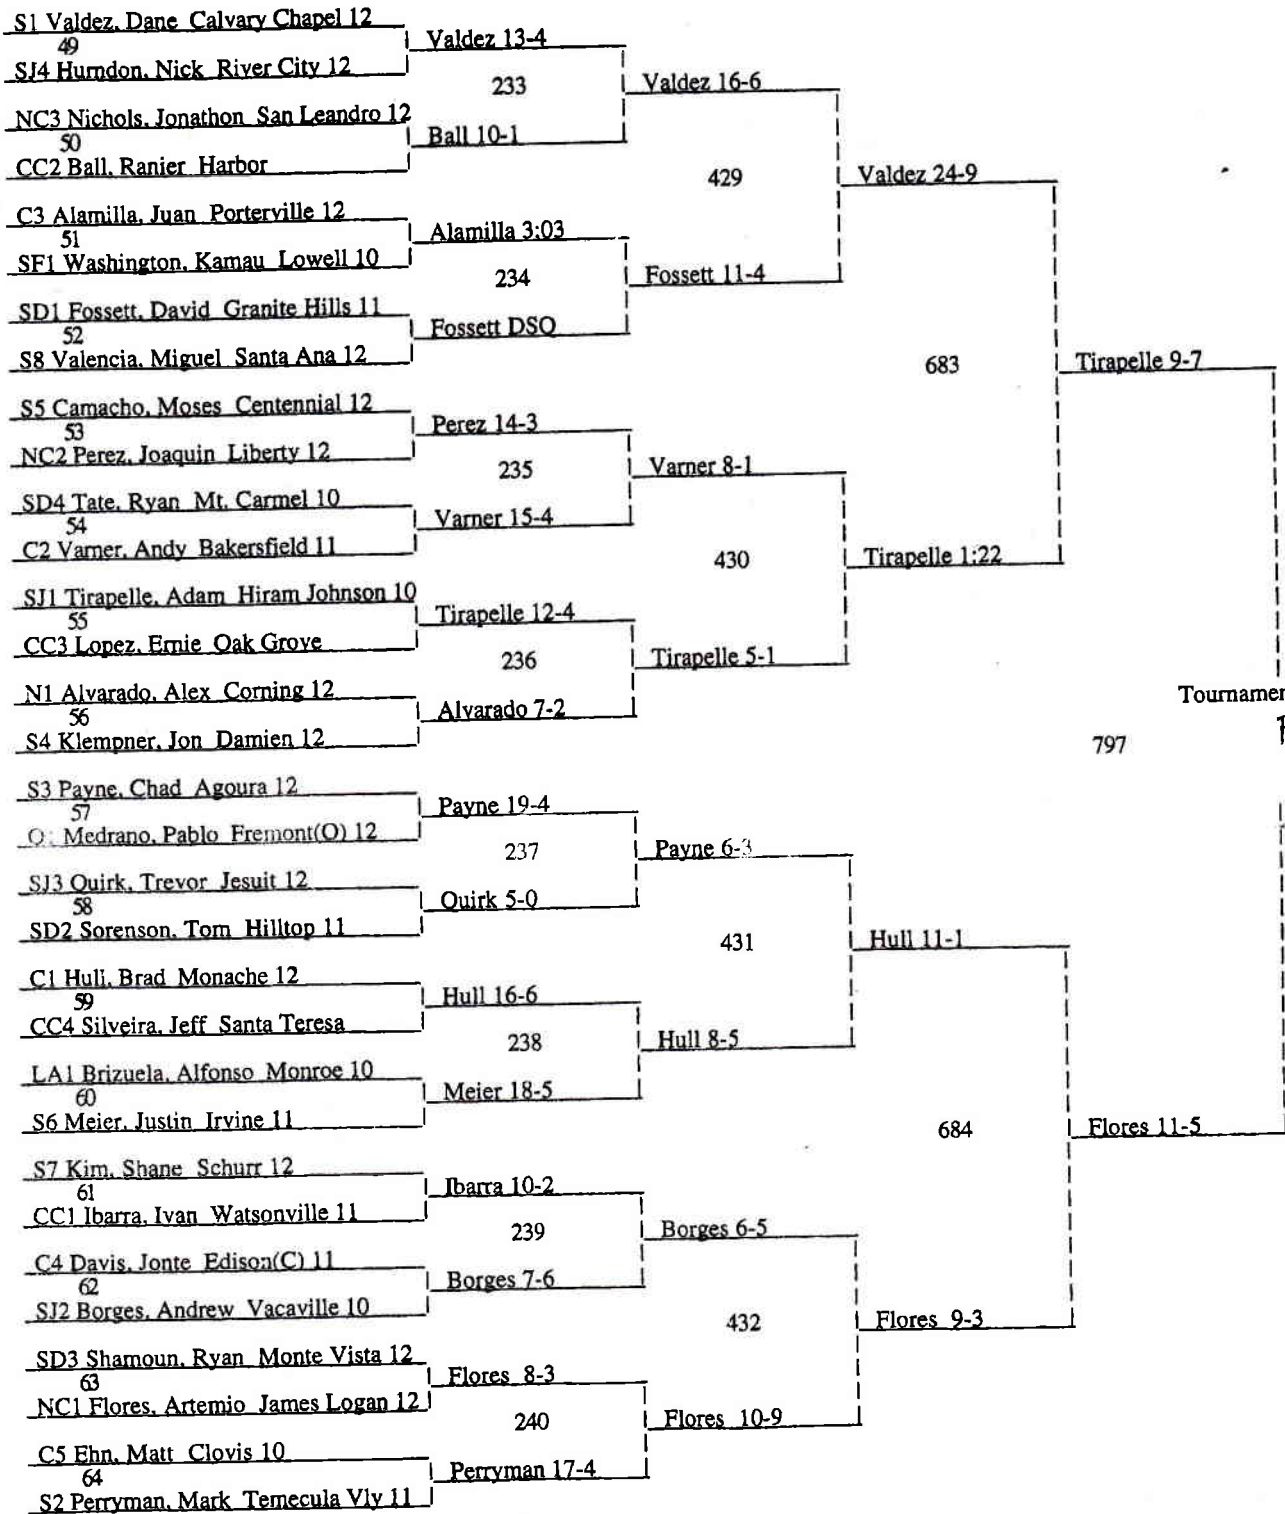 S1 Valdez, Dane Calvary Chapel 12
49
SJ4 Humdon, Nick River City 12
NC3 Nichols, Jonathon San Leandro 12
50
CC2 Ball, Ranier Harbor
C3 Alamilla, Juan Porterville 12
51
SF1 Washington, Kamau Lowell 10
SD1 Fossett, David Granite Hills 11
52
S8 Valencia, Miguel Santa Ana 12
S5 Camacho, Moses Centennial 12
53
NC2 Perez, Joaquin Liberty 12
SD4 Tate, Ryan Mt. Carmel 10
54
C2 Varner, Andy Bakersfield 11
SJ1 Tirapelle, Adam Hiram Johnson 10
55
CC3 Lopez, Ernie Oak Grove
N1 Alvarado, Alex Corning 12
56
S4 Klempner, Jon Damien 12
S3 Payne, Chad Agoura 12
57
Medrano, Pablo Fremont(O) 12
SJ3 Quirk, Trevor Jesuit 12
58
SD2 Sorenson, Tom Hilltop 11
C1 Hull, Brad Monache 12
59
CC4 Silveira, Jeff Santa Teresa
LA1 Brizuela, Alfonso Monroe 10
60
S6 Meier, Justin Irvine 11
S7 Kim, Shane Schurr 12
61
CC1 Ibarra, Ivan Watsonville 11
C4 Davis, Jonte Edison(C) 11
62
SJ2 Borges, Andrew Vacaville 10
SD3 Shamoun, Ryan Monte Vista 12
63
NC1 Flores, Artemio James Logan 12
C5 Ehn, Matt Clovis 10
64
S2 Perryman, Mark Temecula Vly 11
Valdez 13-4
233
Ball 10-1
Alamilla 3:03
234
Fossett DSQ
Perez 14-3
235
Varner 15-4
Tirapelle 12-4
236
Alvarado 7-2
Payne 19-4
237
Quirk 5-0
Hull 16-6
238
Meier 18-5
Ibarra 10-2
239
Borges 7-6
Flores 8-3
240
Perryman 17-4
Valdez 16-6
429
Fossett 11-4
Varner 8-1
430
Tirapelle 5-1
Payne 6-3
431
Hull 8-5
Borges 6-5
432
Flores 10-9
Valdez 24-9
683
Tirapelle 1:22
Hull 11-1
684
Flores 9-3
Tirapelle 9-7
797
Flores 11-5
Tournamen